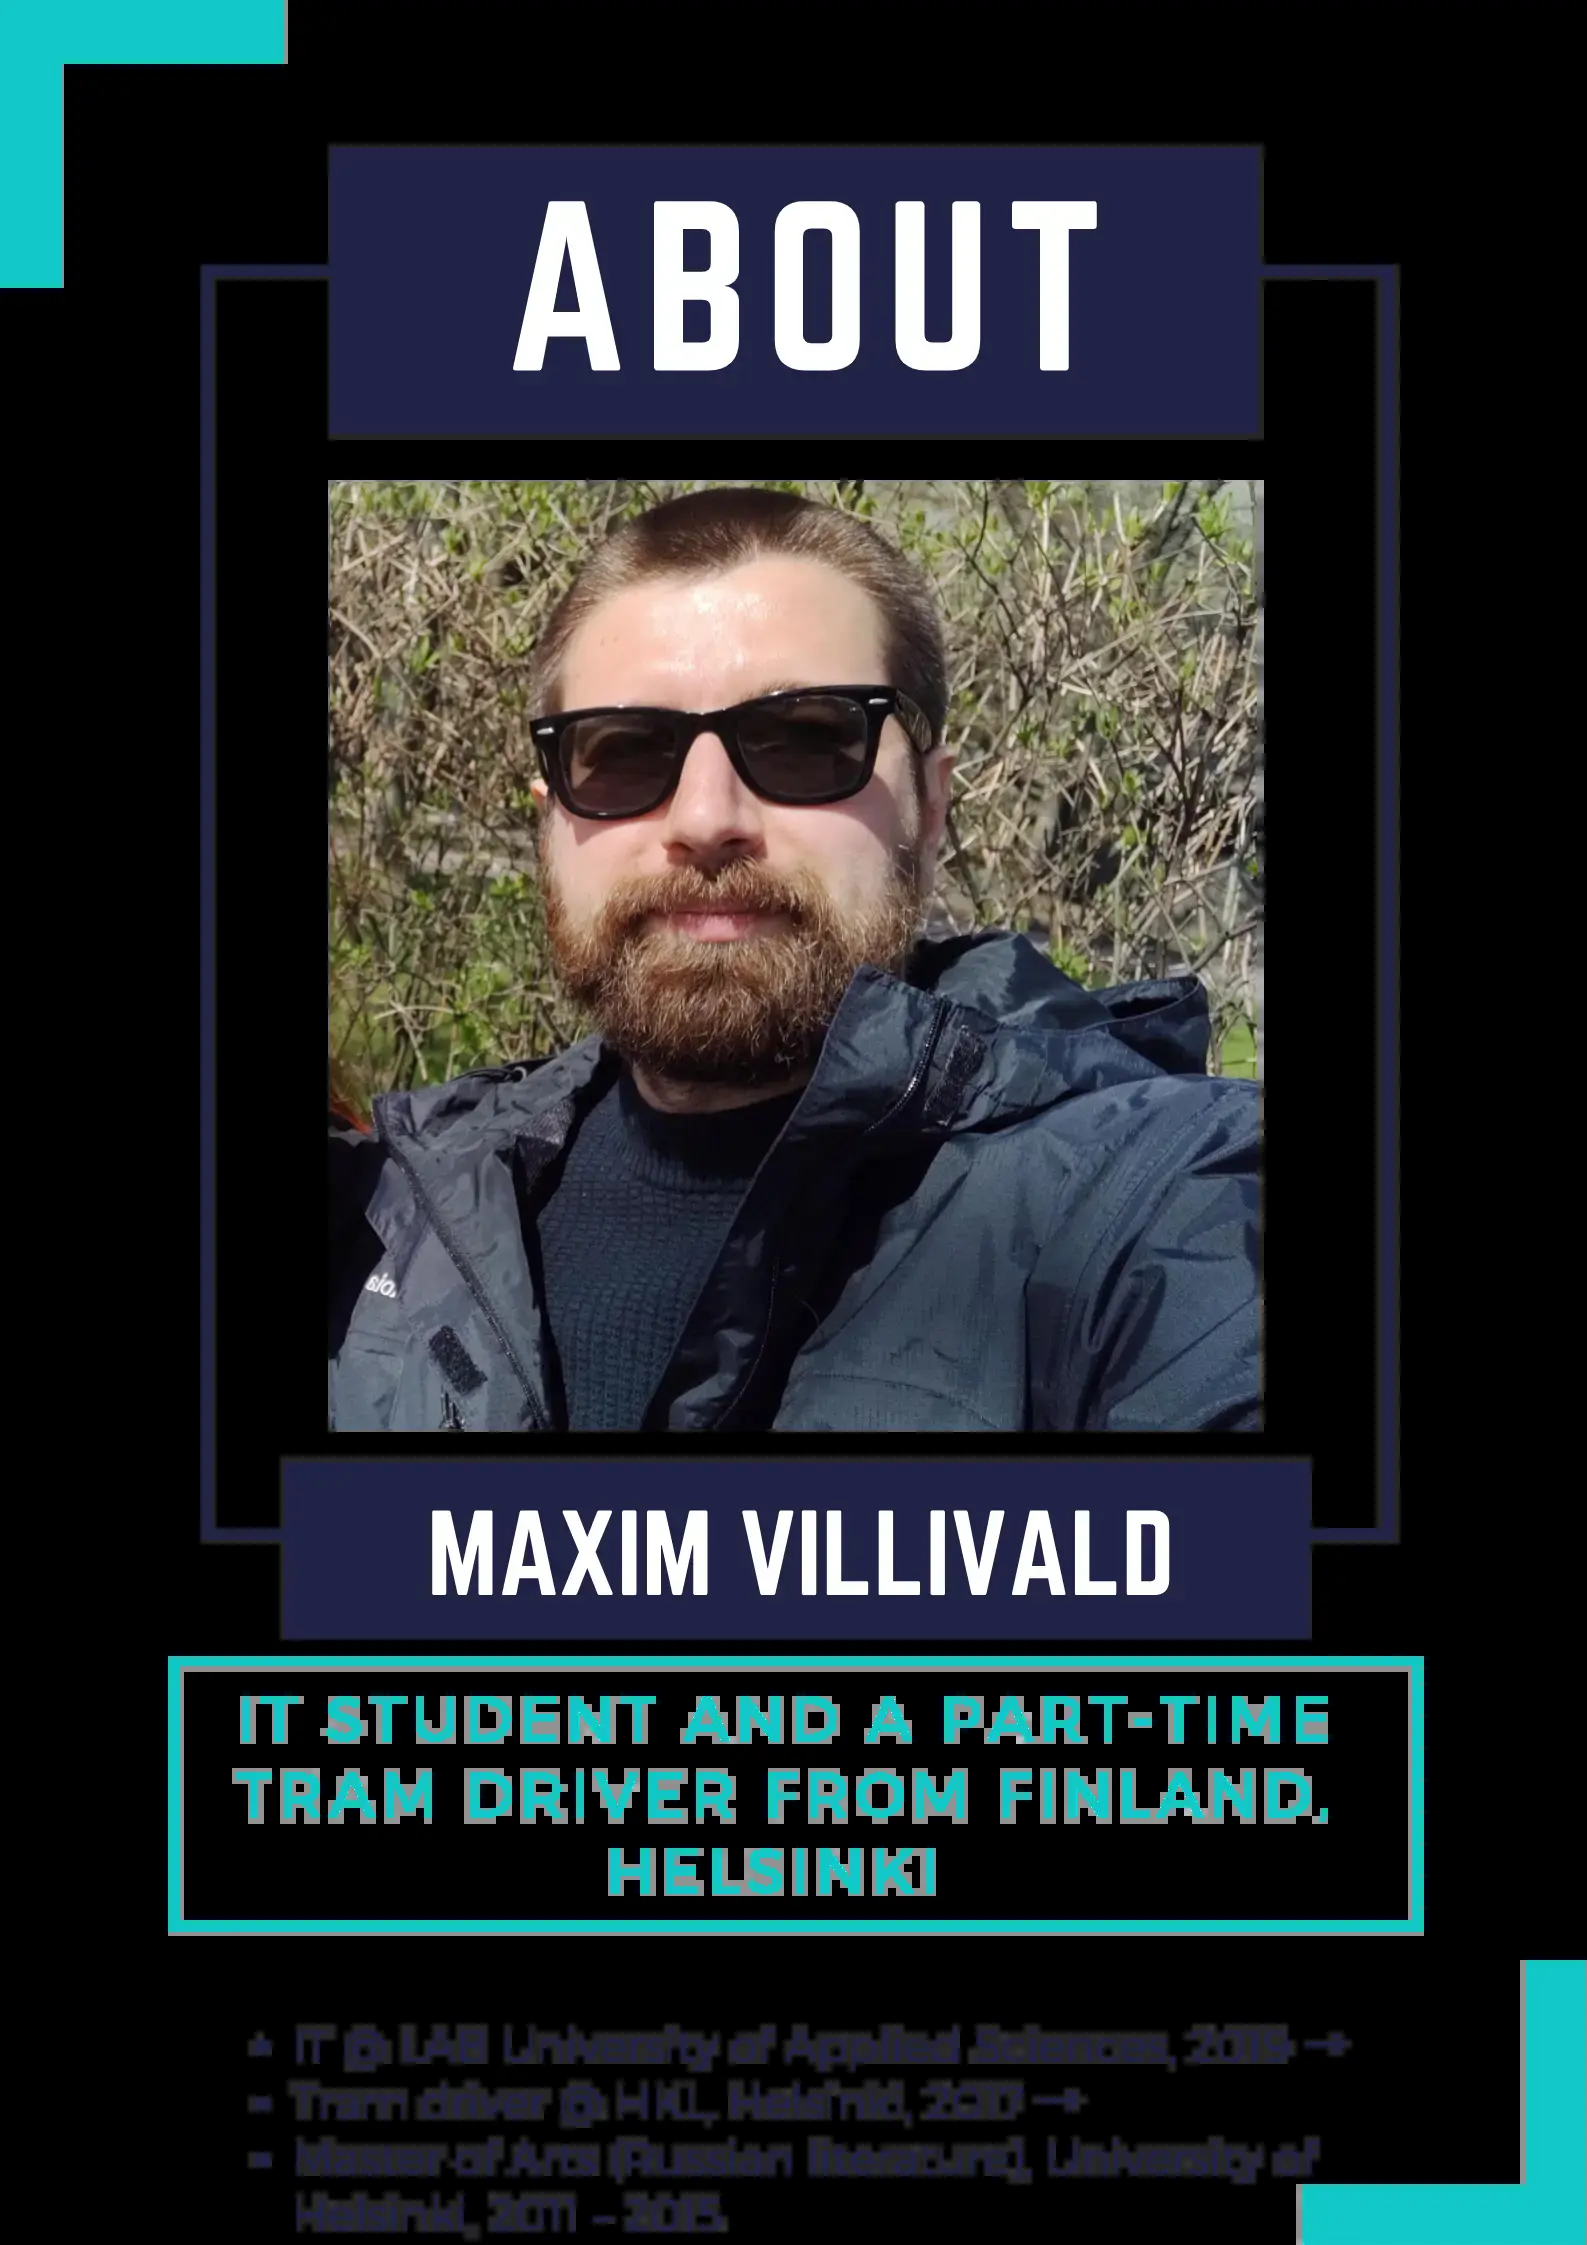 ABOUT
MAXIM VILLIVALD
IT STUDENT AND A PART-TIME
TRAM DRIVER FROM FINLAND,
HELSINKI
• IT @ LAB University of Applied Sciences, 2019 →
• Tram driver @ HKL, Helsinki, 2017 →
• Master of Arts (Russian literature), University of
Helsinki, 2011 – 2015.